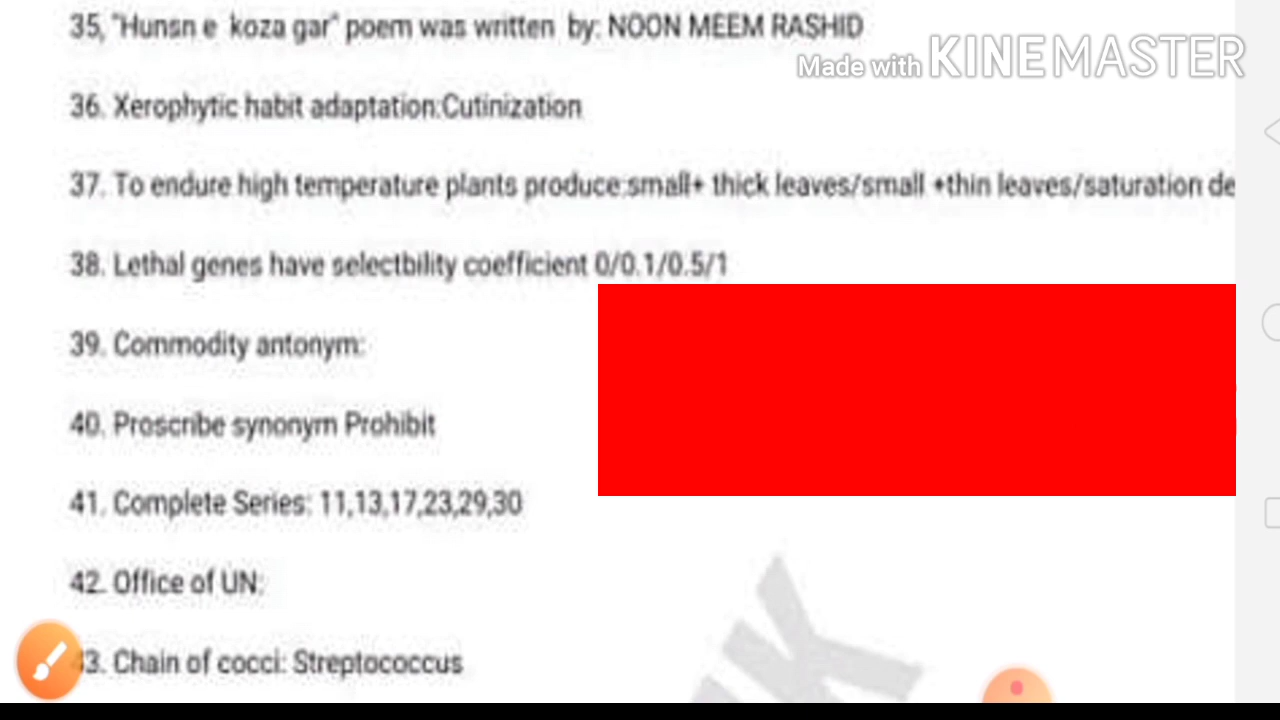 35, "Hunsn e koza gar" poem was written by: NOON MEEM RASHID
Made with KINEMASTER
36. Xerophytic habit adaptation:Cutinization
37. To endure high temperature plants produce:small+ thick leaves/small +thin leaves/saturation de
38. Lethal genes have selectbility coefficient 0/0.1/0.5/1
39. Commodity antonym:
40. Proscribe synonym Prohibit
41. Complete Series: 11,13,17,23,29,30
42. Office of UN:
43. Chain of cocci: Streptococcus